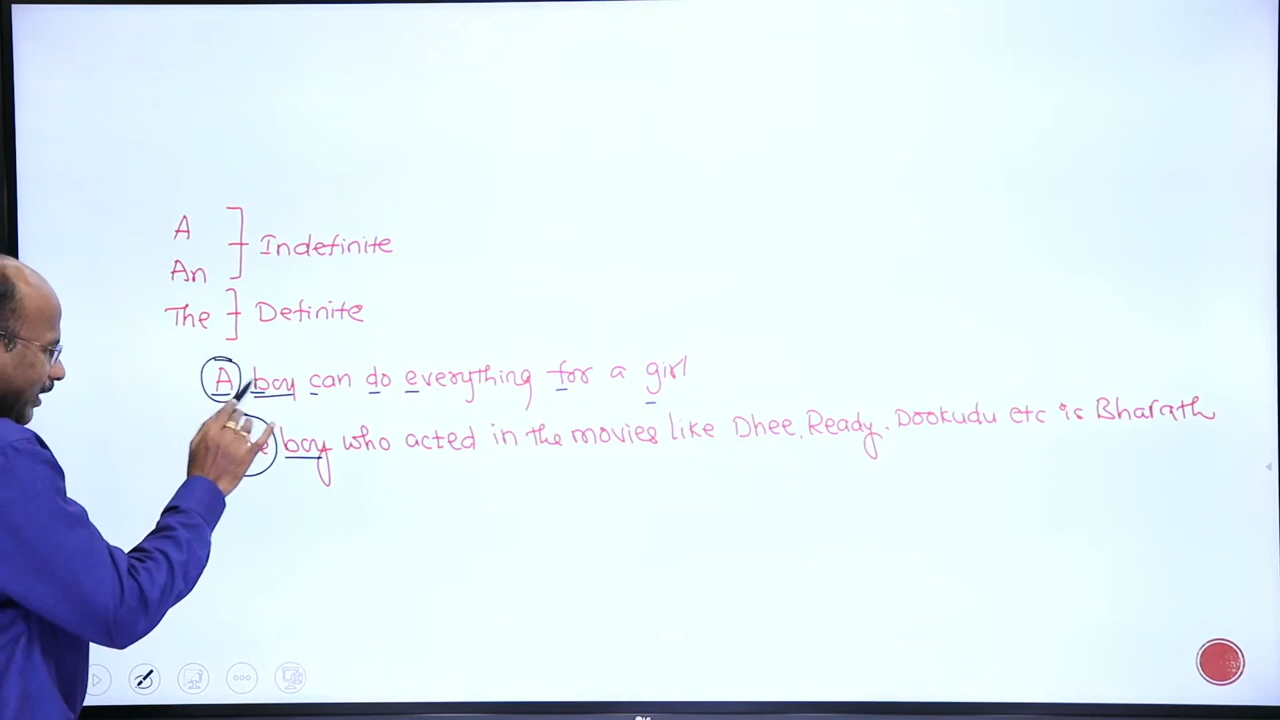 A
An
Indefinite
The
Definite
A boy can do everything for a girl
boy who acted in the movies like Dhee, Ready, Dookudu etc is Bharath